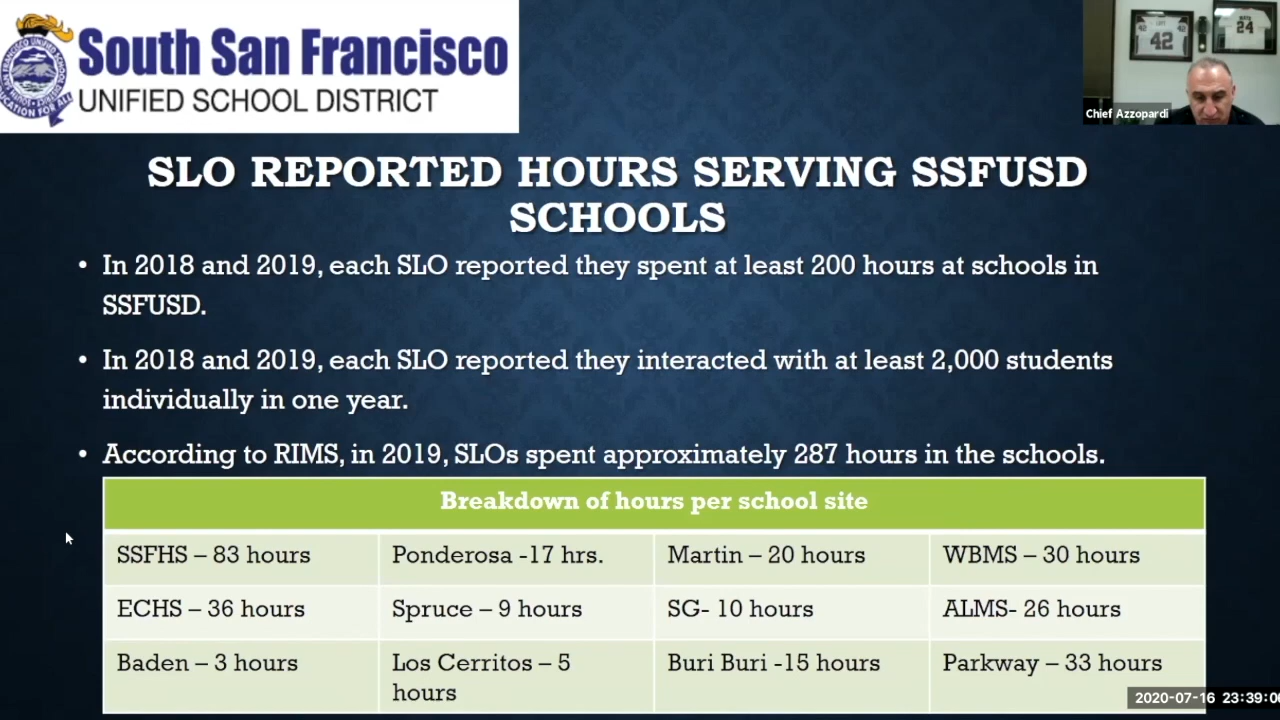 South San Francisco
UNIFIED SCHOOL DISTRICT
42
24
Chief Azzopardi
SLO REPORTED HOURS SERVING SSFUSD
SCHOOLS
• In 2018 and 2019, each SLO reported they spent at least 200 hours at schools in
SSFUSD.
• In 2018 and 2019, each SLO reported they interacted with at least 2,000 students
individually in one year.
• According to RIMS, in 2019, SLOs spent approximately 287 hours in the schools.
Breakdown of hours per school site
SSFHS – 83 hours Ponderosa -17 hrs. Martin – 20 hours WBMS – 30 hours
ECHS – 36 hours Spruce – 9 hours SG- 10 hours ALMS- 26 hours
Baden – 3 hours Los Cerritos – 5 Buri Buri -15 hours Parkway – 33 hours
hours
2020-07-16 23:39:0